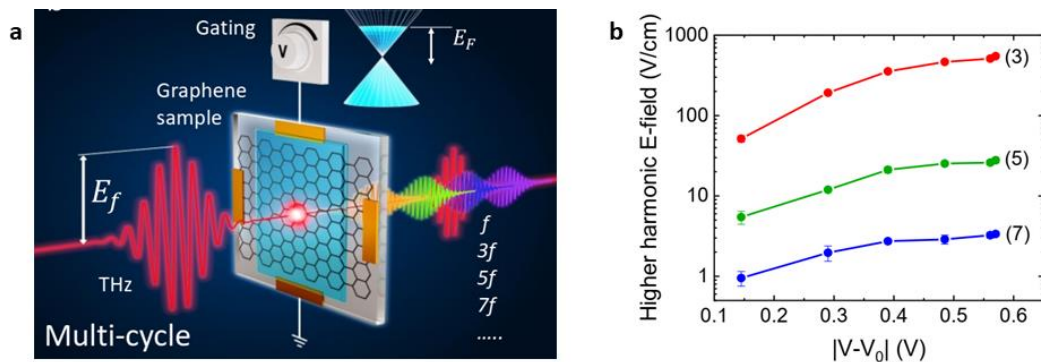 a
Gating
V
E_F
Graphene
sample
E_f
THz
Multi-cycle
f
3f
5f
7f
.....
b
Higher harmonic E-field (V/cm)
1000
100
10
1
(3)
(5)
(7)
0.1 0.2 0.3 0.4 0.5 0.6
|V-V₀| (V)